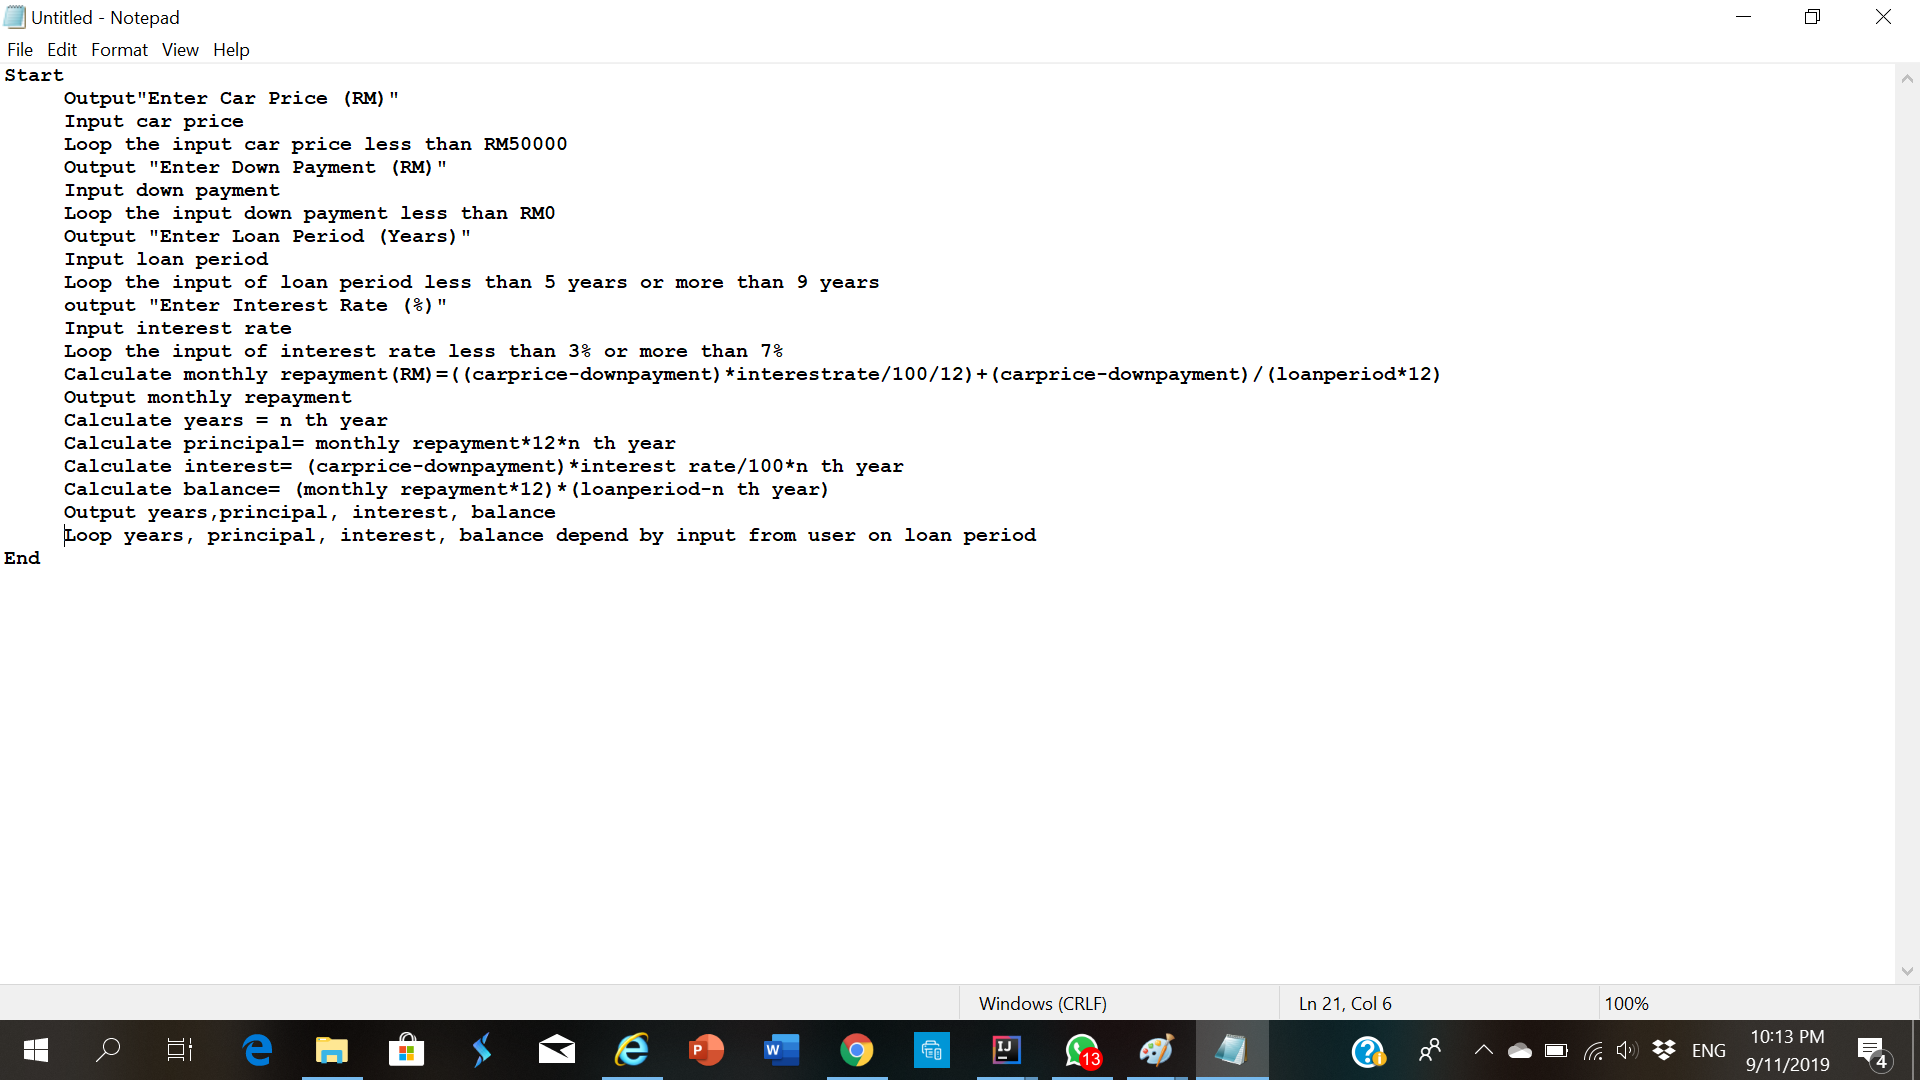 Untitled - Notepad
File Edit Format View Help
Start
Output"Enter Car Price (RM)"
Input car price
Loop the input car price less than RM50000
Output "Enter Down Payment (RM)"
Input down payment
Loop the input down payment less than RM0
Output "Enter Loan Period (Years)"
Input loan period
Loop the input of loan period less than 5 years or more than 9 years
output "Enter Interest Rate (%)"
Input interest rate
Loop the input of interest rate less than 3% or more than 7%
Calculate monthly repayment(RM)=((carprice-downpayment)*interestrate/100/12)+(carprice-downpayment)/(loanperiod*12)
Output monthly repayment
Calculate years = n th year
Calculate principal= monthly repayment*12*n th year
Calculate interest= (carprice-downpayment)*interest rate/100*n th year
Calculate balance= (monthly repayment*12)*(loanperiod-n th year)
Output years,principal, interest, balance
Loop years, principal, interest, balance depend by input from user on loan period
End
Windows (CRLF) Ln 21, Col 6 100%
P W IJ 13 ENG 10:13 PM 4
9/11/2019